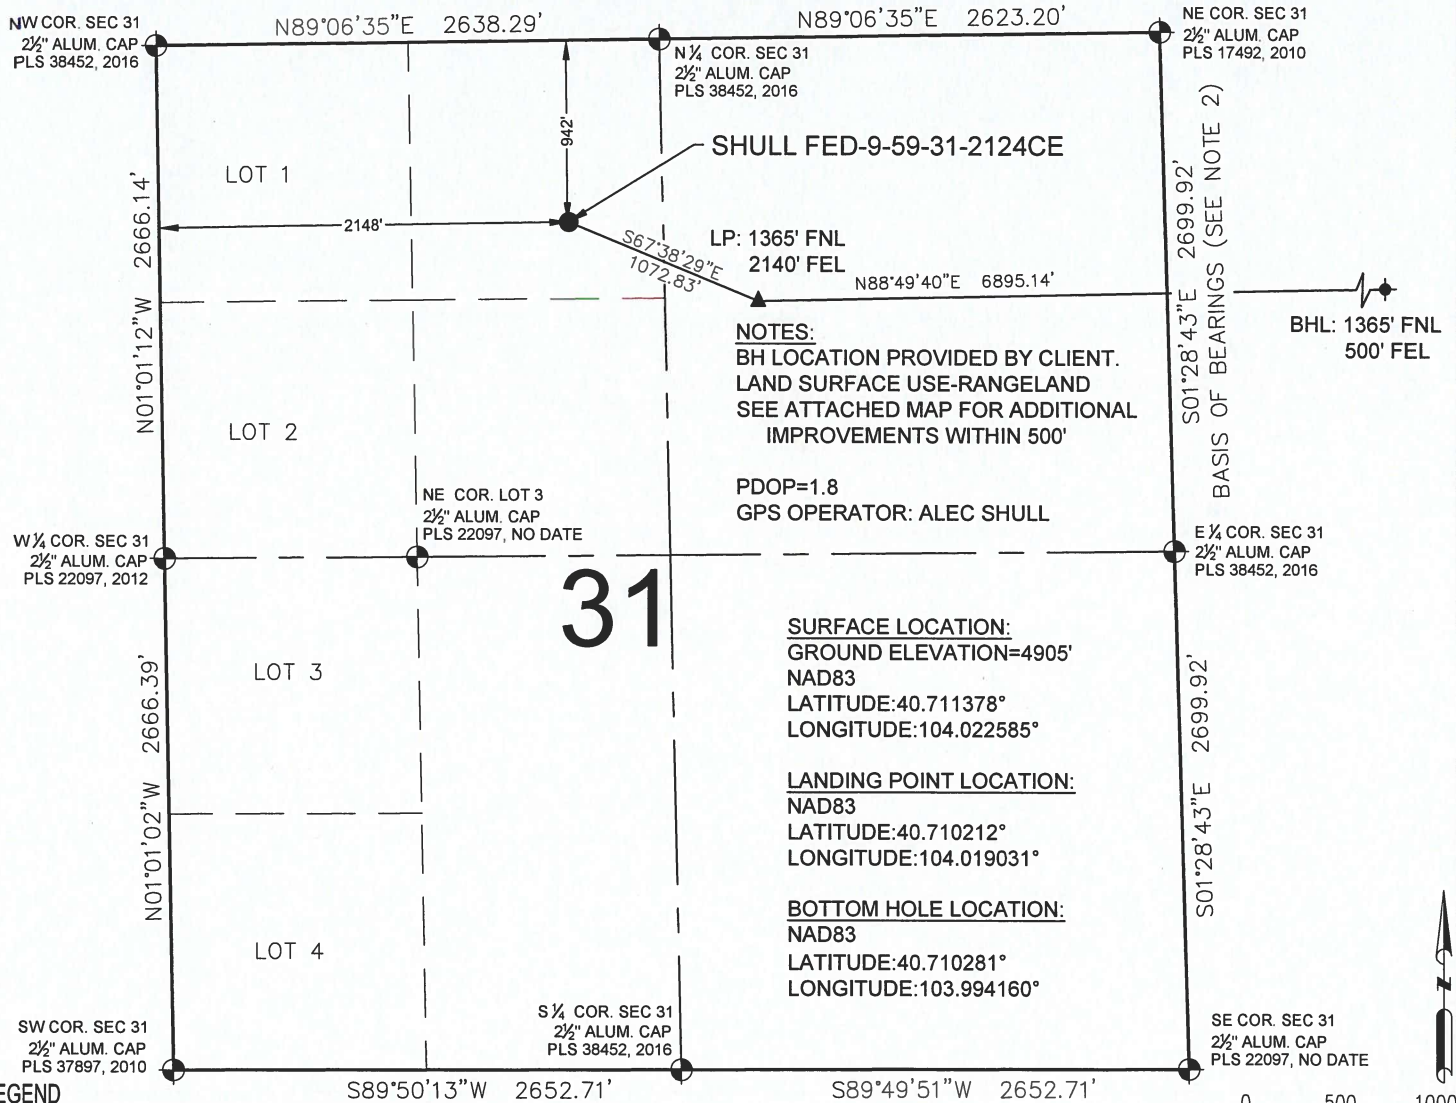 N89°06'35"E 2638.29'
N89°06'35"E 2623.20'
NW COR. SEC 31
2½" ALUM. CAP
PLS 38452, 2016
N ¼ COR. SEC 31
2½" ALUM. CAP
PLS 38452, 2016
NE COR. SEC 31
2½" ALUM. CAP
PLS 17492, 2010
942'
SHULL FED-9-59-31-2124CE
LOT 1
2148'
N01°01'12"W 2666.14'
S67°38'29"E
1072.83'
LP: 1365' FNL
2140' FEL
N88°49'40"E 6895.14'
S01°28'43"E 2699.92'
BASIS OF BEARINGS (SEE NOTE 2)
BHL: 1365' FNL
500' FEL
NOTES:
BH LOCATION PROVIDED BY CLIENT.
LAND SURFACE USE-RANGELAND
SEE ATTACHED MAP FOR ADDITIONAL
IMPROVEMENTS WITHIN 500'
PDOP=1.8
GPS OPERATOR: ALEC SHULL
LOT 2
NE COR. LOT 3
2½" ALUM. CAP
PLS 22097, NO DATE
W ¼ COR. SEC 31
2½" ALUM. CAP
PLS 22097, 2012
E ¼ COR. SEC 31
2½" ALUM. CAP
PLS 38452, 2016
31
SURFACE LOCATION:
GROUND ELEVATION=4905'
NAD83
LATITUDE:40.711378°
LONGITUDE:104.022585°
LOT 3
N01°01'02"W 2666.39'
S01°28'43"E 2699.92'
LANDING POINT LOCATION:
NAD83
LATITUDE:40.710212°
LONGITUDE:104.019031°
BOTTOM HOLE LOCATION:
NAD83
LATITUDE:40.710281°
LONGITUDE:103.994160°
LOT 4
SW COR. SEC 31
2½" ALUM. CAP
PLS 37897, 2010
S ¼ COR. SEC 31
2½" ALUM. CAP
PLS 38452, 2016
SE COR. SEC 31
2½" ALUM. CAP
PLS 22097, NO DATE
N
S89°50'13"W 2652.71'
S89°49'51"W 2652.71'
EGEND
0 500 1000